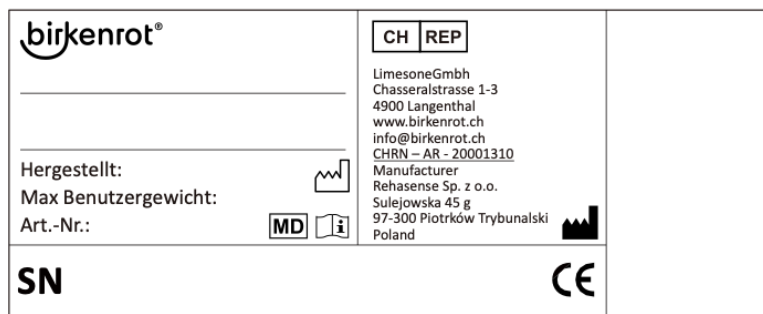 birkenrot®
Hergestellt:
Max Benutzergewicht:
Art.-Nr.:
MD
CH REP
LimesoneGmbh
Chasseralstrasse 1-3
4900 Langenthal
www.birkenrot.ch
info@birkenrot.ch
CHRN – AR - 20001310
Manufacturer
Rehasense Sp. z o.o.
Sulejowska 45 g
97-300 Piotrków Trybunalski
Poland
SN
CE